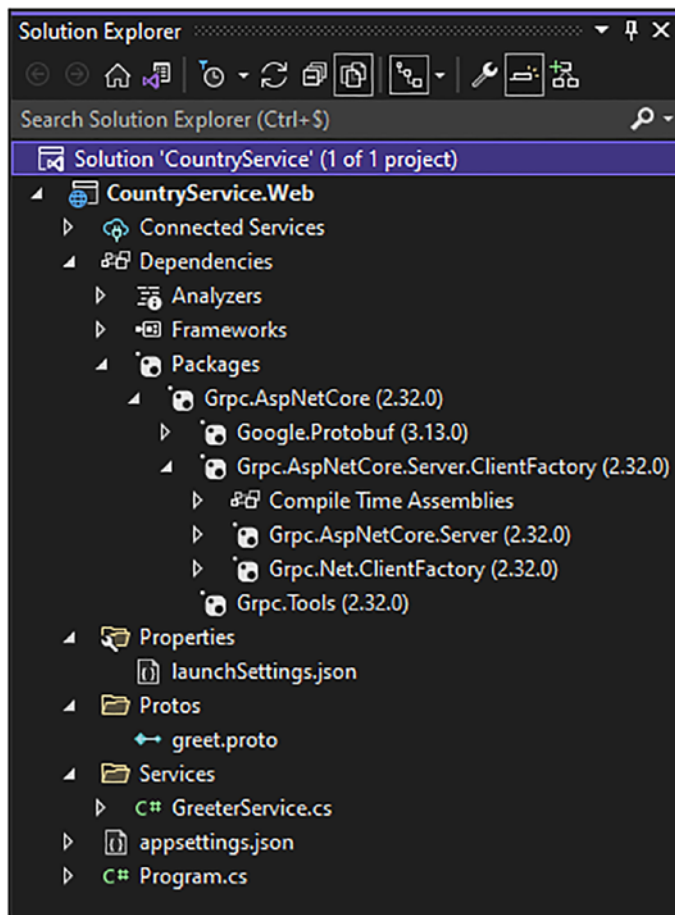 Solution Explorer
Search Solution Explorer (Ctrl+$)
Solution 'CountryService' (1 of 1 project)
CountryService.Web
Connected Services
Dependencies
Analyzers
Frameworks
Packages
Grpc.AspNetCore (2.32.0)
Google.Protobuf (3.13.0)
Grpc.AspNetCore.Server.ClientFactory (2.32.0)
Compile Time Assemblies
Grpc.AspNetCore.Server (2.32.0)
Grpc.Net.ClientFactory (2.32.0)
Grpc.Tools (2.32.0)
Properties
launchSettings.json
Protos
greet.proto
Services
C# GreeterService.cs
appsettings.json
C# Program.cs